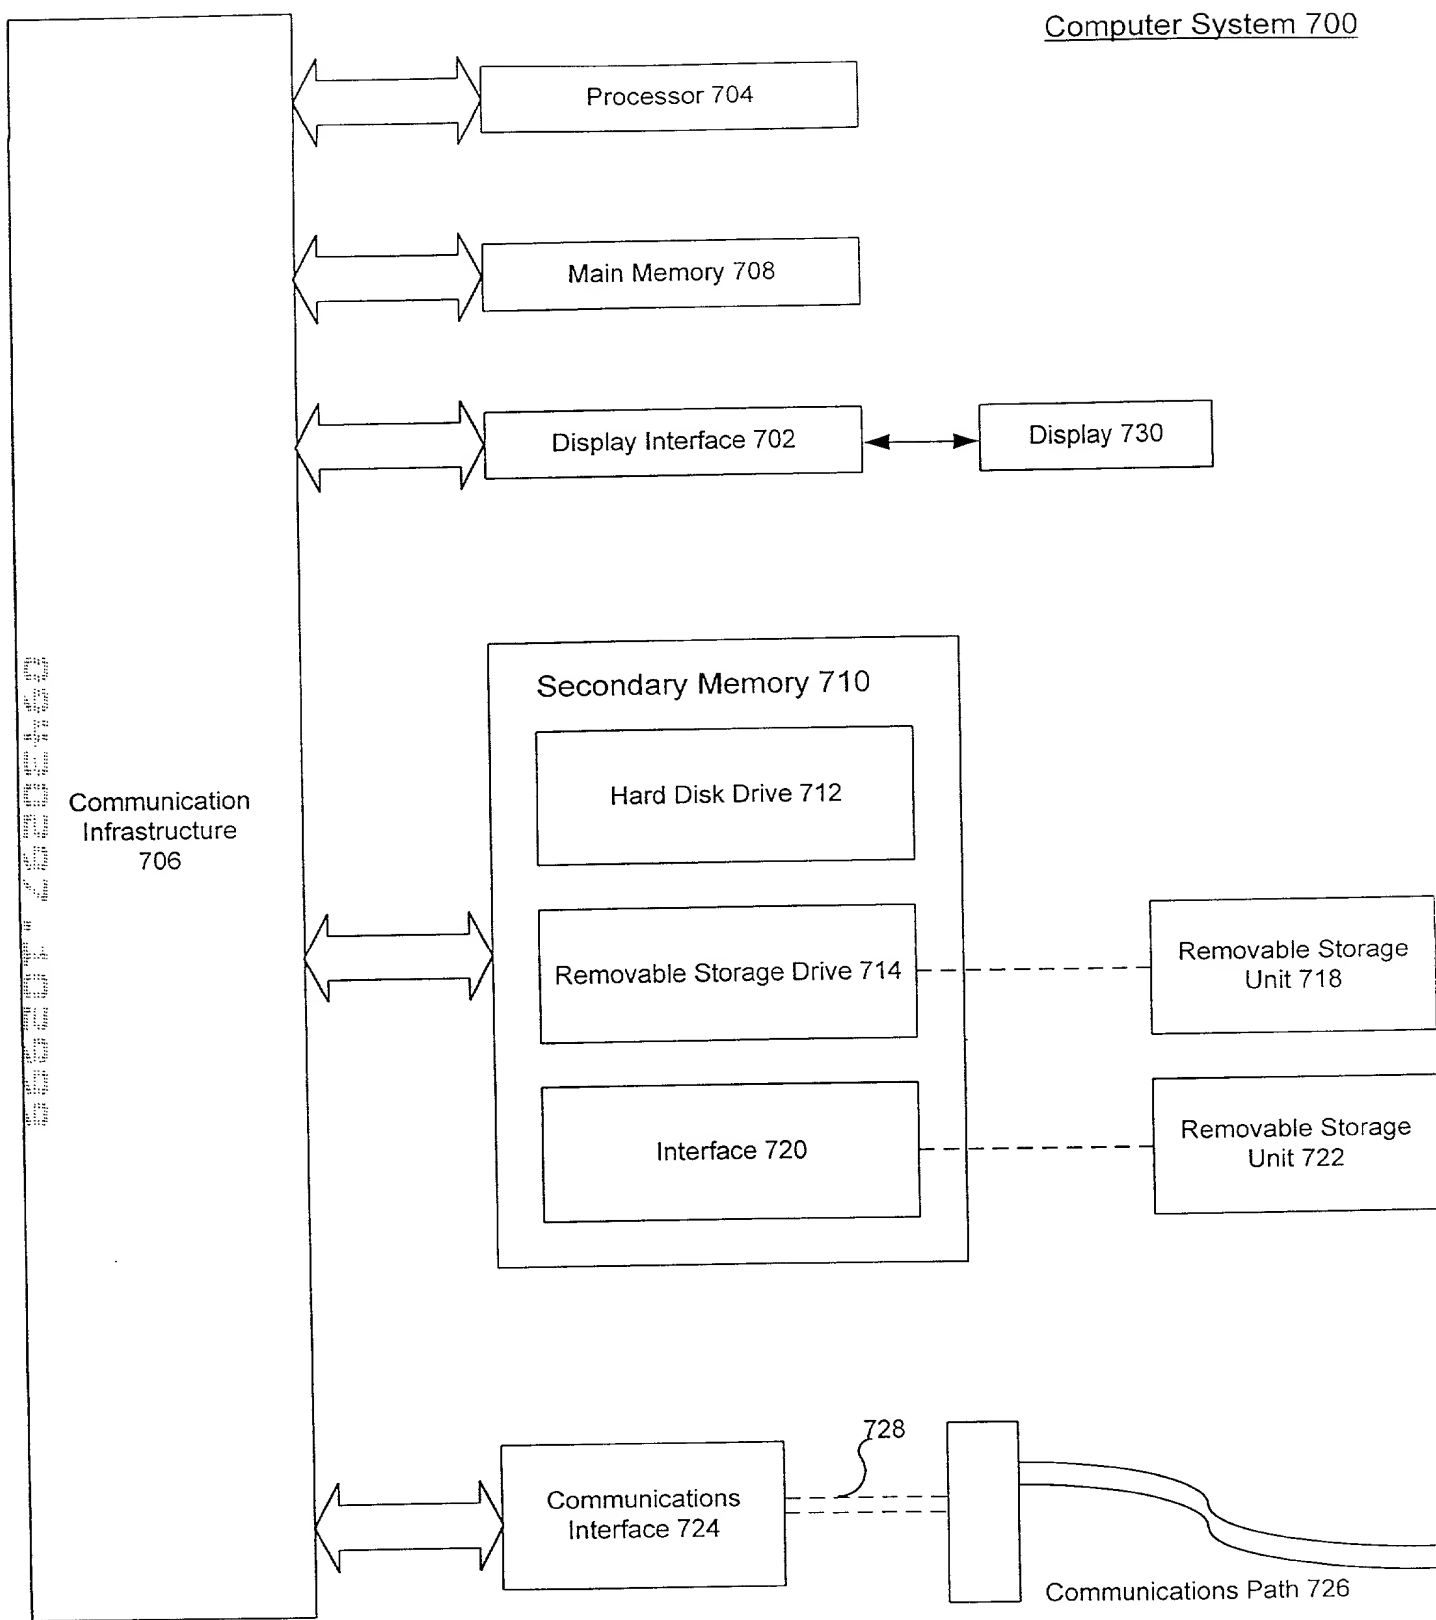 Computer System 700
Processor 704
Main Memory 708
Display Interface 702
Display 730
Secondary Memory 710
Hard Disk Drive 712
Communication
Infrastructure
706
Removable Storage Drive 714
Removable Storage
Unit 718
Interface 720
Removable Storage
Unit 722
728
Communications
Interface 724
Communications Path 726